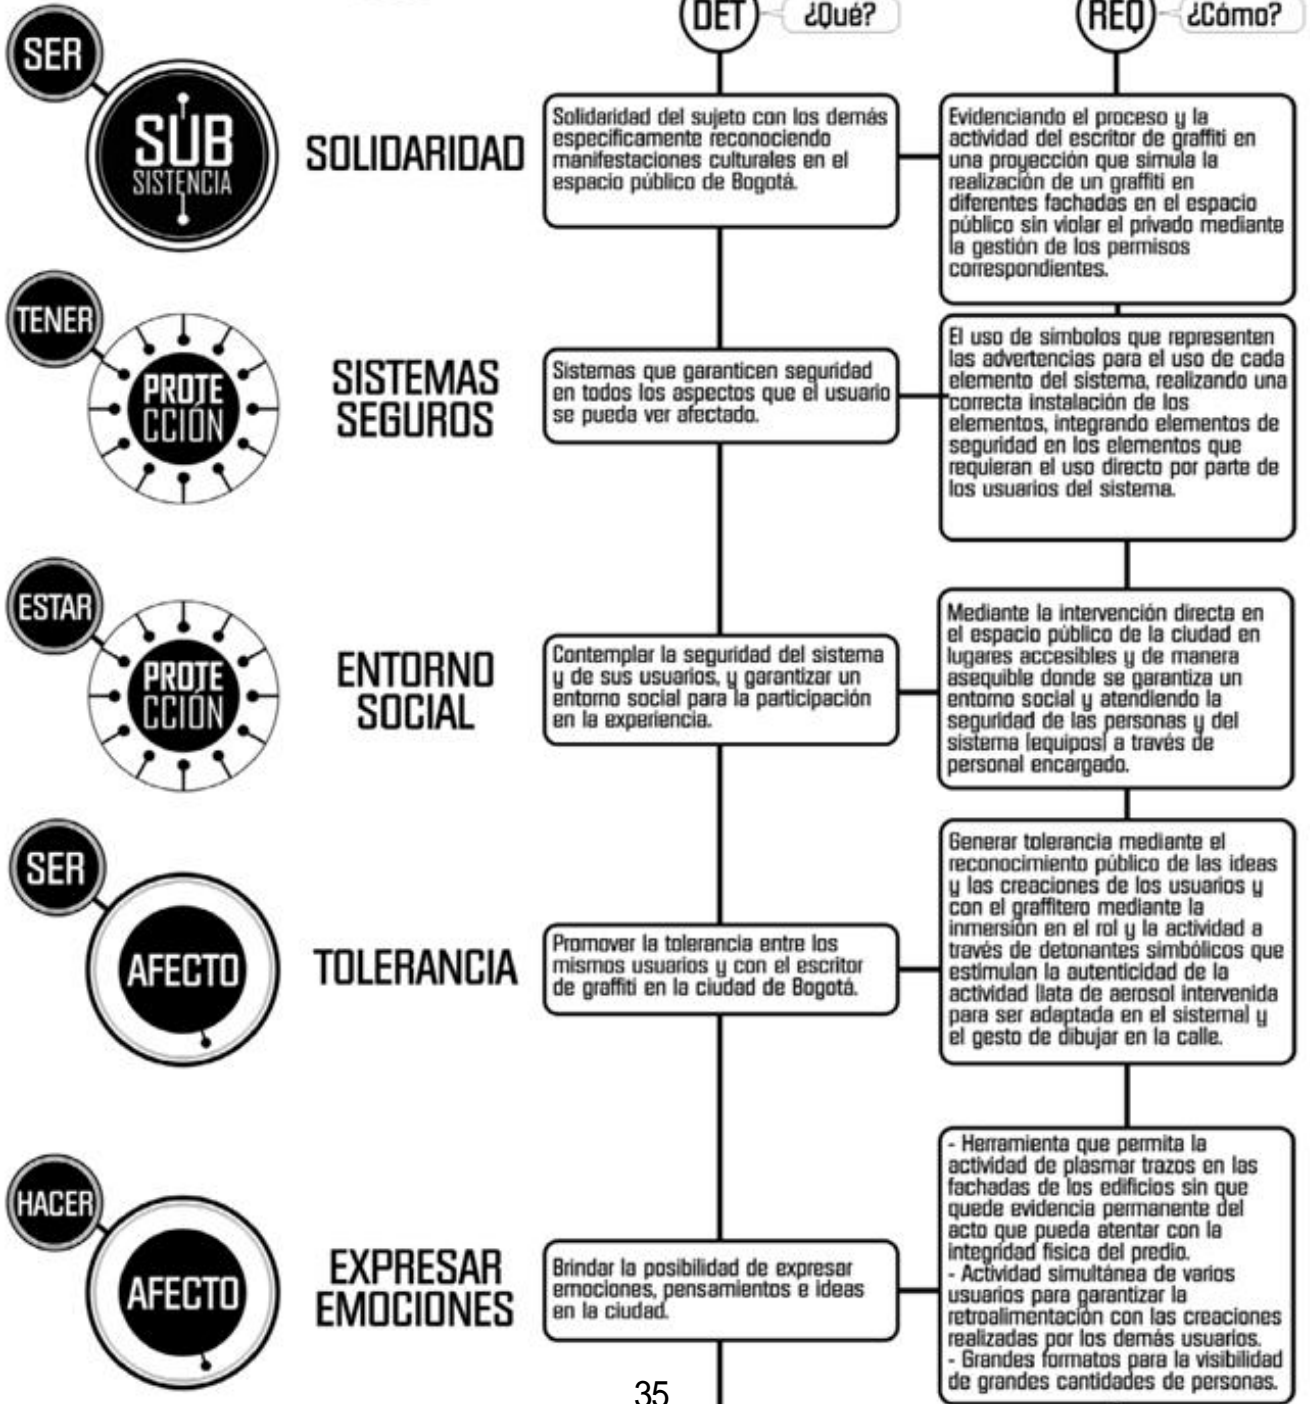 DET
¿Qué?
REQ
¿Cómo?
SER
SUB
SISTENCIA
SOLIDARIDAD
Solidaridad del sujeto con los demás
específicamente reconociendo
manifestaciones culturales en el
espacio público de Bogotá.
Evidenciando el proceso y la
actividad del escritor de graffiti en
una proyección que simula la
realización de un graffiti en
diferentes fachadas en el espacio
público sin violar el privado mediante
la gestión de los permisos
correspondientes.
TENER
PROTE
CCIÓN
SISTEMAS
SEGUROS
Sistemas que garanticen seguridad
en todos los aspectos que el usuario
se pueda ver afectado.
El uso de símbolos que representen
las advertencias para el uso de cada
elemento del sistema, realizando una
correcta instalación de los
elementos, integrando elementos de
seguridad en los elementos que
requieran el uso directo por parte de
los usuarios del sistema.
ESTAR
PROTE
CCIÓN
ENTORNO
SOCIAL
Contemplar la seguridad del sistema
y de sus usuarios, y garantizar un
entorno social para la participación
en la experiencia.
Mediante la intervención directa en
el espacio público de la ciudad en
lugares accesibles y de manera
asequible donde se garantiza un
entorno social y atendiendo la
seguridad de las personas y del
sistema (equipos) a través de
personal encargado.
SER
AFECTO
TOLERANCIA
Promover la tolerancia entre los
mismos usuarios y con el escritor
de graffiti en la ciudad de Bogotá.
Generar tolerancia mediante el
reconocimiento público de las ideas
y las creaciones de los usuarios y
con el graffitero mediante la
inmersión en el rol y la actividad a
través de detonantes simbólicos que
estimulan la autenticidad de la
actividad (lata de aerosol intervenida
para ser adaptada en el sistema) y
el gesto de dibujar en la calle.
HACER
AFECTO
EXPRESAR
EMOCIONES
Brindar la posibilidad de expresar
emociones, pensamientos e ideas
en la ciudad.
- Herramienta que permita la
actividad de plasmar trazos en las
fachadas de los edificios sin que
quede evidencia permanente del
acto que pueda atentar con la
integridad física del predio.
- Actividad simultánea de varios
usuarios para garantizar la
retroalimentación con las creaciones
realizadas por los demás usuarios.
- Grandes formatos para la visibilidad
de grandes cantidades de personas.
35